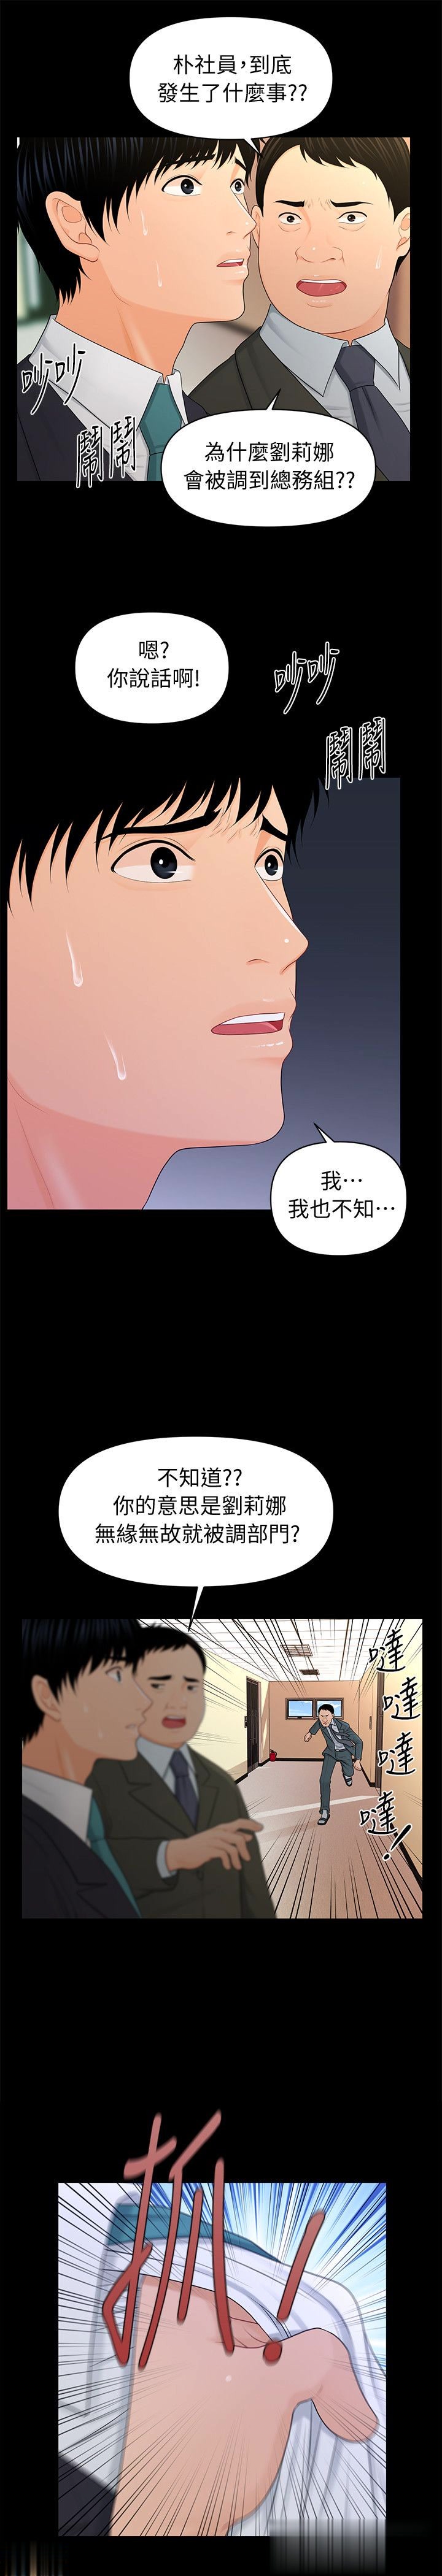 朴社員，到底
發生了什麼事??
吵吵
鬧鬧
為什麼劉莉娜
會被調到總務組??
嗯?
你說話啊!
吵吵
鬧鬧
我…
我也不知…
不知道??
你的意思是劉莉娜
無緣無故就被調部門?
噠
噠
噠
噠!
抓!